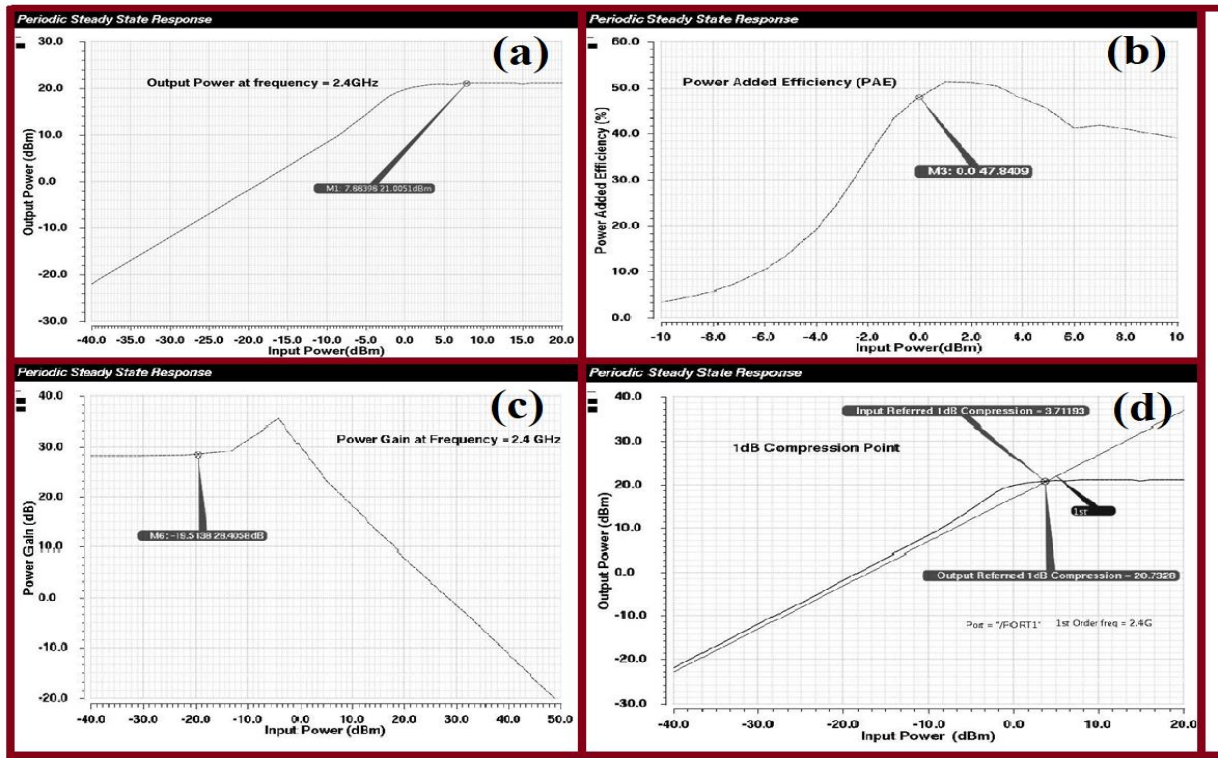 Periodic Steady State Response
(a)
Output Power at frequency = 2.4GHz
Output Power (dBm)
30.0
20.0
10.0
0.0
-10.0
-20.0
-30.0
M1: 7.68396 21.0051dBm
-40.0 -35.0 -30.0 -25.0 -20.0 -15.0 -10.0 -5.0 0.0 5.0 10.0 15.0 20.0
Input Power(dBm)
Periodic Steady State Response
(b)
Power Added Efficiency (PAE)
Power Added Efficiency (%)
60.0
50.0
40.0
30.0
20.0
10.0
0.0
M3: 0.0 47.8409
-10 -8.0 -6.0 -4.0 -2.0 0.0 2.0 4.0 6.0 8.0 10
Input Power(dBm)
Periodic Steady State Response
(c)
Power Gain at Frequency = 2.4 GHz
Power Gain (dB)
40.0
30.0
20.0
10.0
0.0
-10.0
-20.0
M6: -19.5138 28.4058dB
-40.0 -30.0 -20.0 -10.0 0.0 10.0 20.0 30.0 40.0 50.0
Input Power (dBm)
Periodic Steady State Response
(d)
Input Referred 1dB Compression = 3.71193
1dB Compression Point
Output Power (dBm)
40.0
30.0
20.0
10.0
0.0
-10.0
-20.0
-30.0
1st
Output Referred 1dB Compression = 20.7328
Port = "/PORT1" 1st Order freq = 2.4G
-40.0 -30.0 -20.0 -10.0 0.0 10.0 20.0
Input Power (dBm)